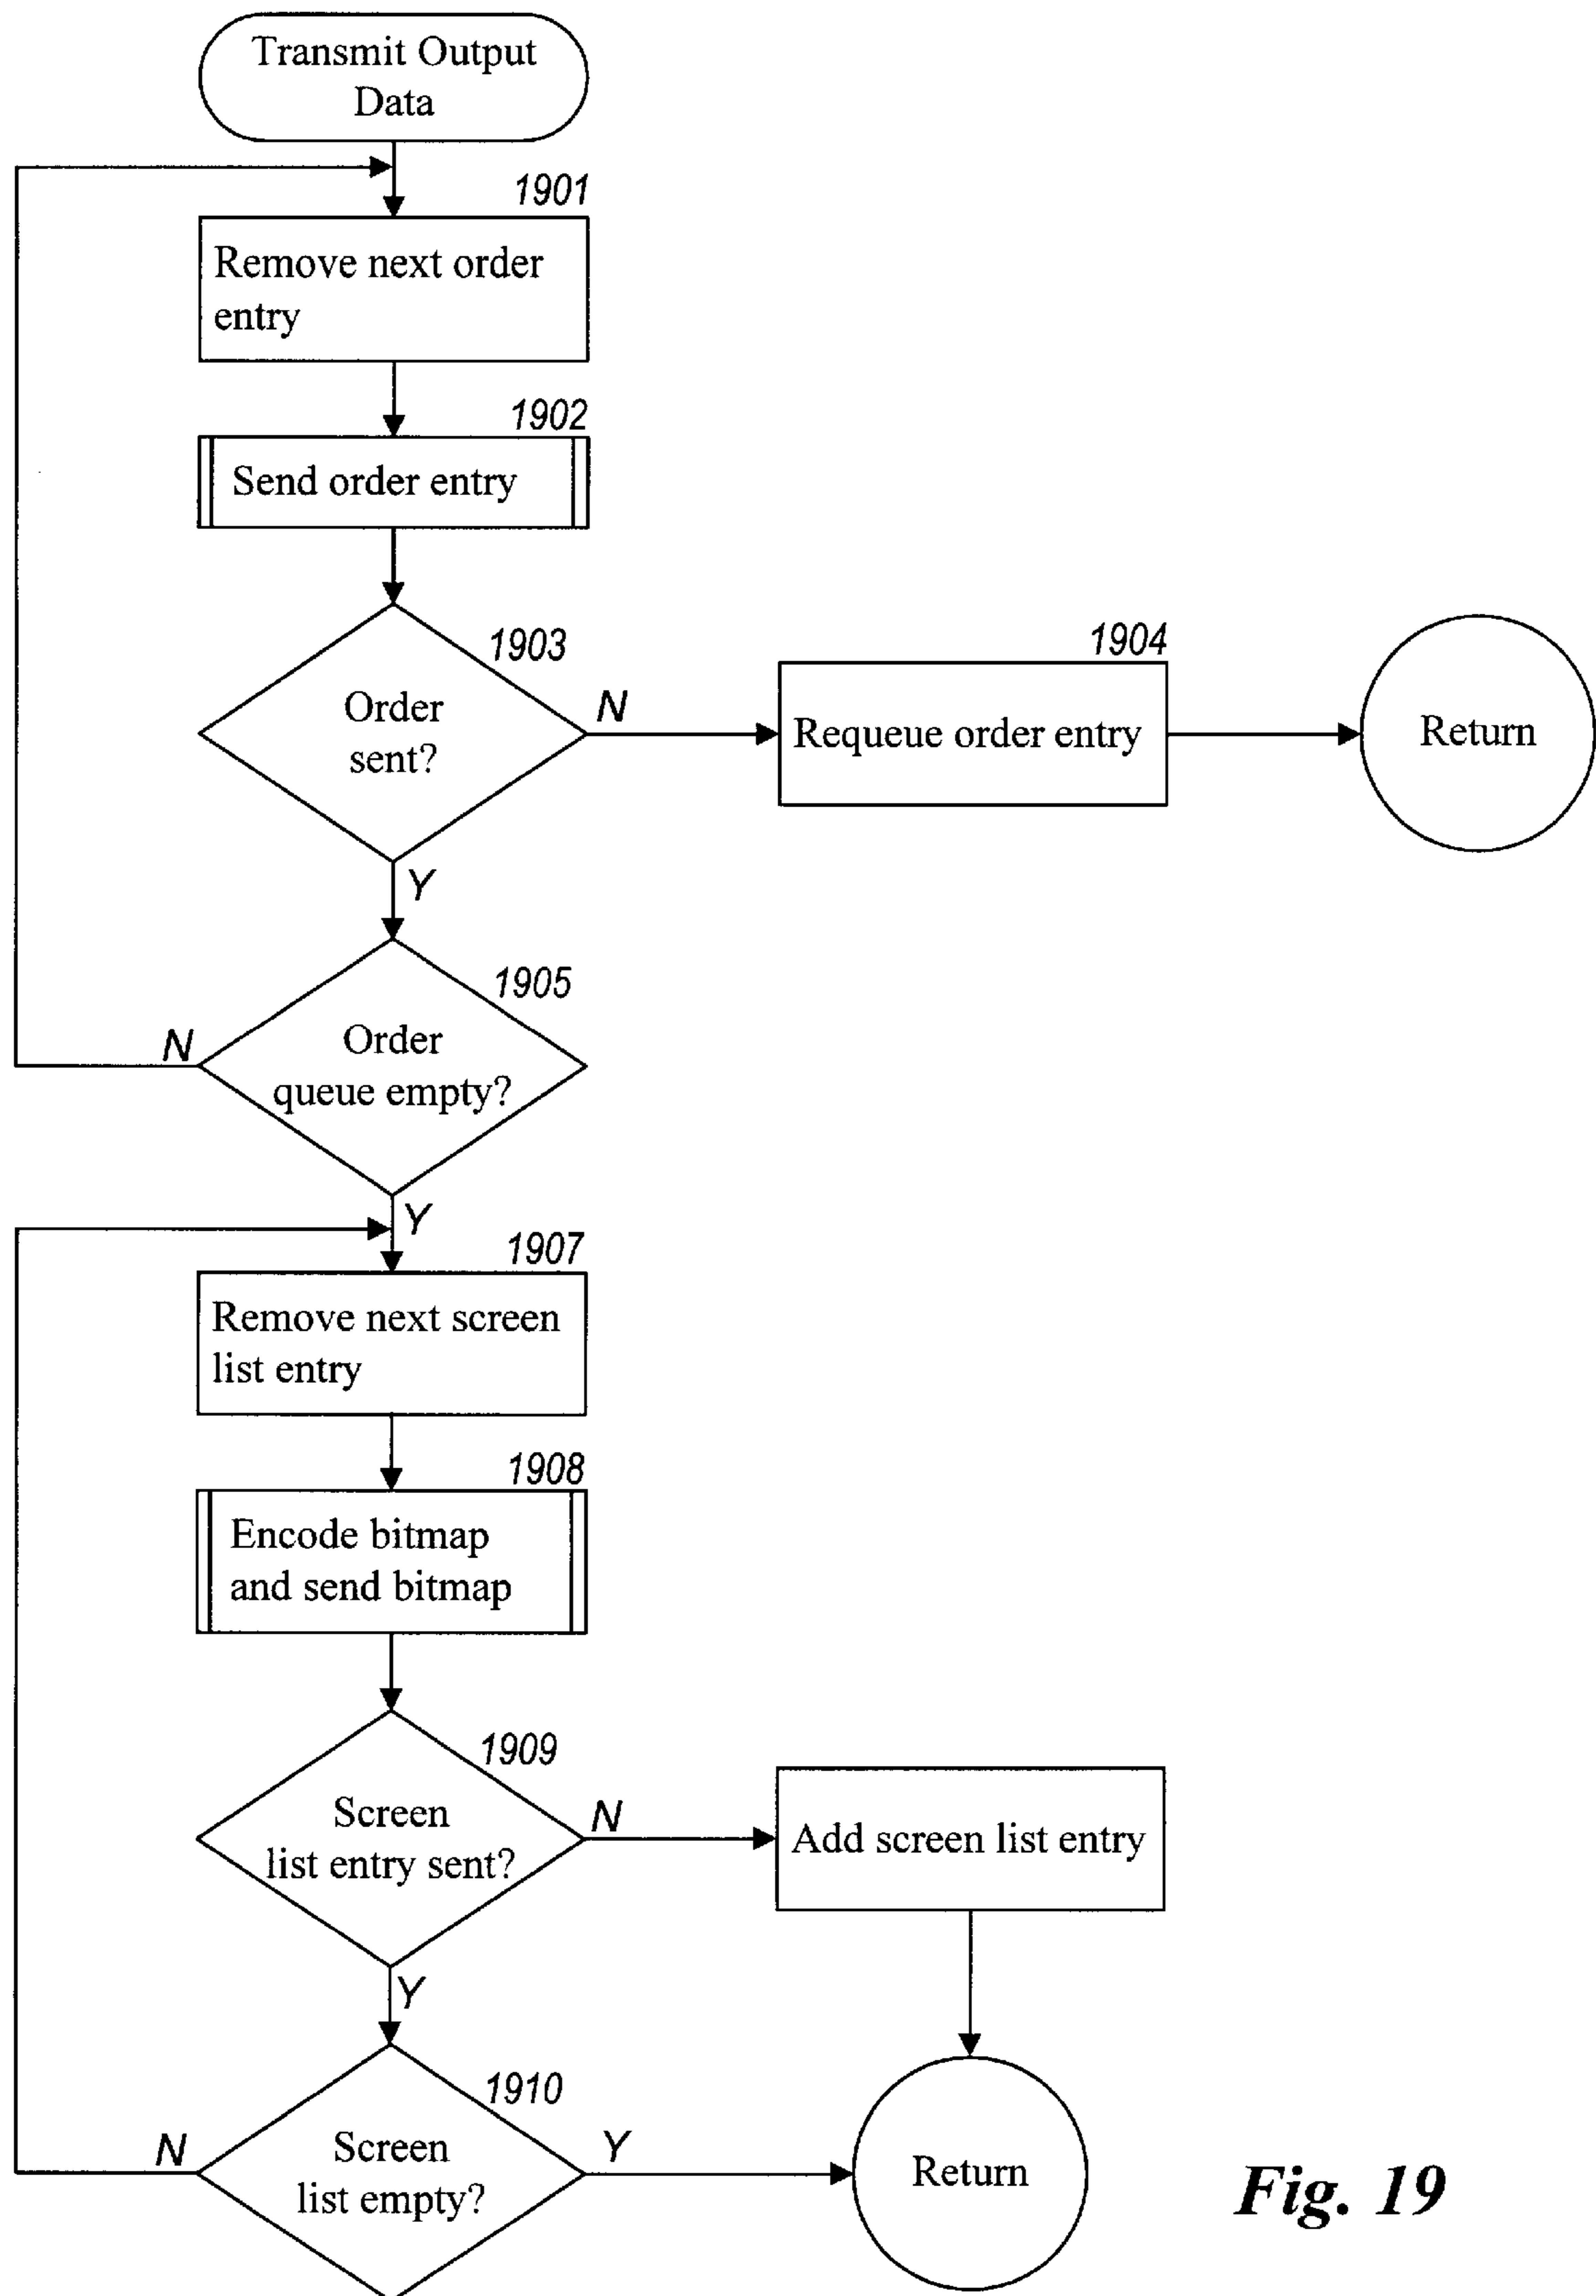 Transmit Output
Data
1901
Remove next order
entry
1902
Send order entry
1903
Order
sent?
N
1904
Requeue order entry
Return
Y
1905
Order
queue empty?
N
Y
1907
Remove next screen
list entry
1908
Encode bitmap
and send bitmap
1909
Screen
list entry sent?
N
Add screen list entry
Y
1910
Screen
list empty?
N
Y
Return
Fig. 19